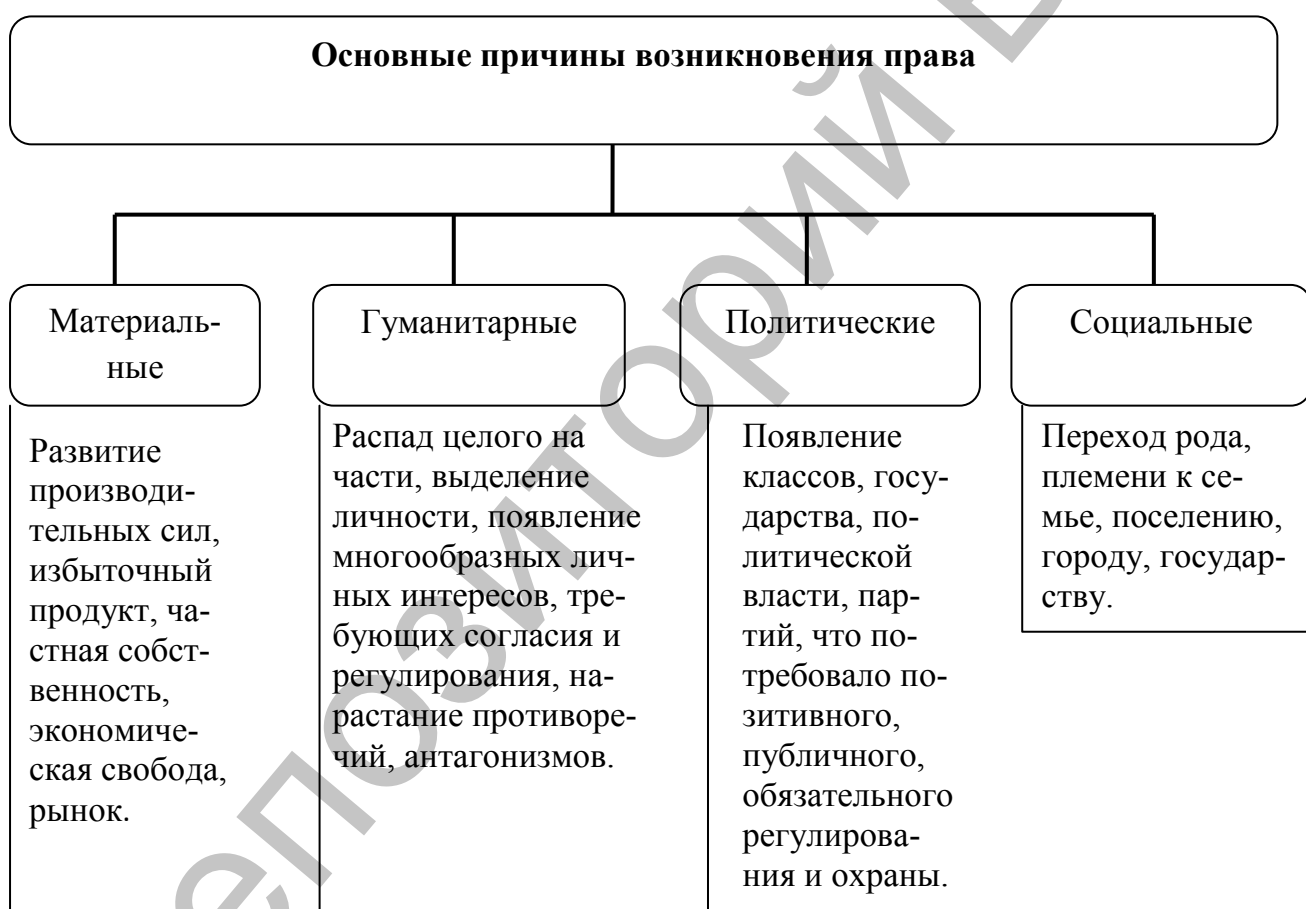 Основные причины возникновения права
Материаль-
ные
Гуманитарные
Политические
Социальные
Развитие
производи-
тельных сил,
избыточный
продукт, ча-
стная собст-
венность,
экономиче-
ская свобода,
рынок.
Распад целого на
части, выделение
личности, появление
многообразных лич-
ных интересов, тре-
бующих согласия и
регулирования, на-
растание противоре-
чий, антагонизмов.
Появление
классов, госу-
дарства, по-
литической
власти, пар-
тий, что по-
требовало по-
зитивного,
публичного,
обязательного
регулирова-
ния и охраны.
Переход рода,
племени к се-
мье, поселению,
городу, государ-
ству.